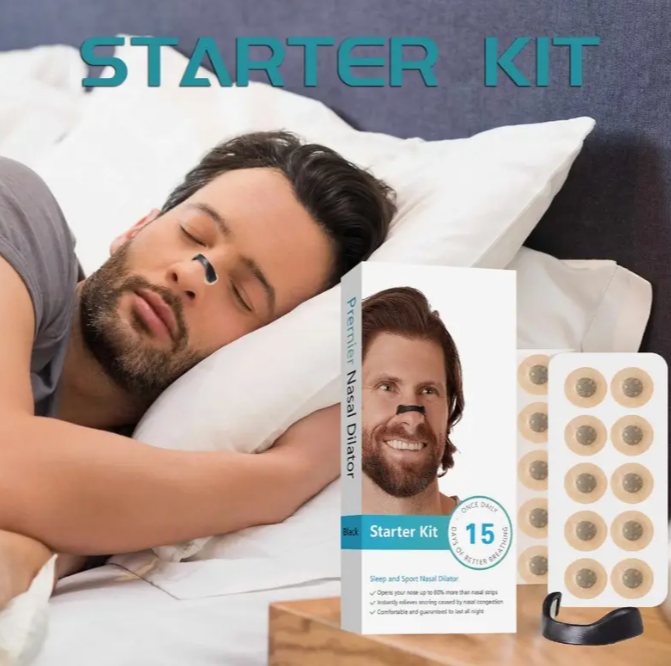 STARTER KIT
Premier Nasal Dilator
Black
Starter Kit
ONCE DAILY
15
DAYS OF BETTER BREATHING
Sleep and Sport Nasal Dilator
✓ Opens your nose up to 60% more than nasal strips
✓ Instantly relieves snoring caused by nasal congestion
✓ Comfortable and guaranteed to last all night